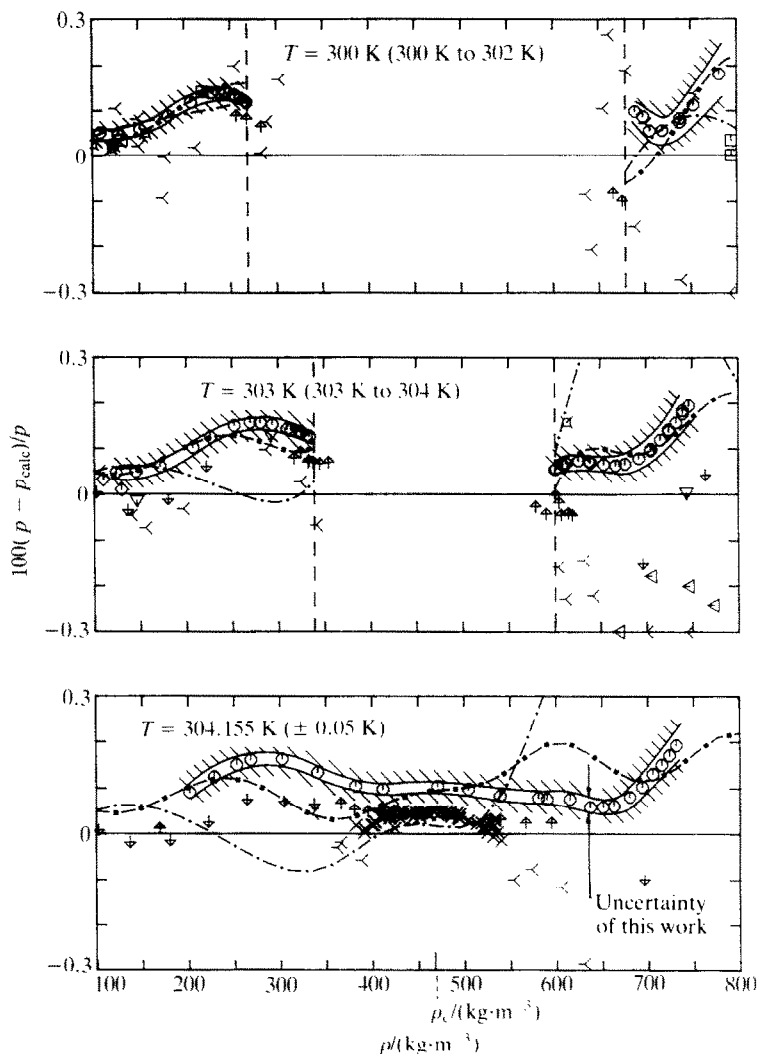 0.3
T = 300 K (300 K to 302 K)
0
−0.3
0.3
T = 303 K (303 K to 304 K)
0
−0.3
100(p − p_calc)/p
0.3
T = 304.155 K (± 0.05 K)
0
Uncertainty
of this work
−0.3
100 200 300 400 500 600 700 800
ρ_c/(kg·m⁻³)
ρ/(kg·m⁻³)